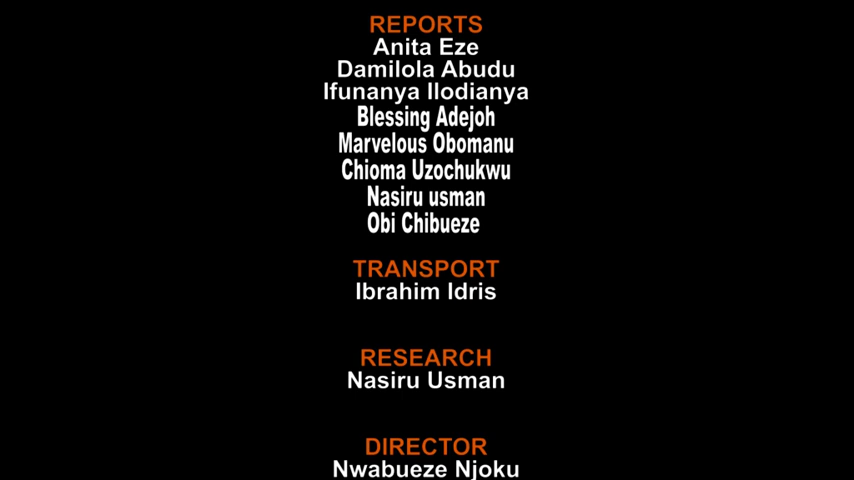 REPORTS
Anita Eze
Damilola Abudu
Ifunanya Ilodianya
Blessing Adejoh
Marvelous Obomanu
Chioma Uzochukwu
Nasiru usman
Obi Chibueze
TRANSPORT
Ibrahim Idris
RESEARCH
Nasiru Usman
DIRECTOR
Nwabueze Njoku